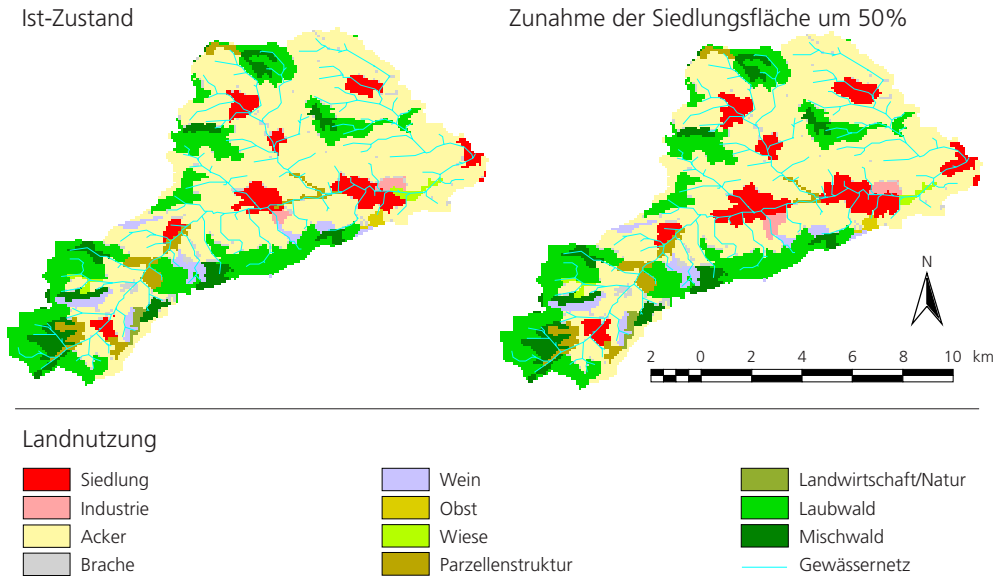 Ist-Zustand
Zunahme der Siedlungsfläche um 50%
N
2 0 2 4 6 8 10 km
Landnutzung
Siedlung
Industrie
Acker
Brache
Wein
Obst
Wiese
Parzellenstruktur
Landwirtschaft/Natur
Laubwald
Mischwald
Gewässernetz